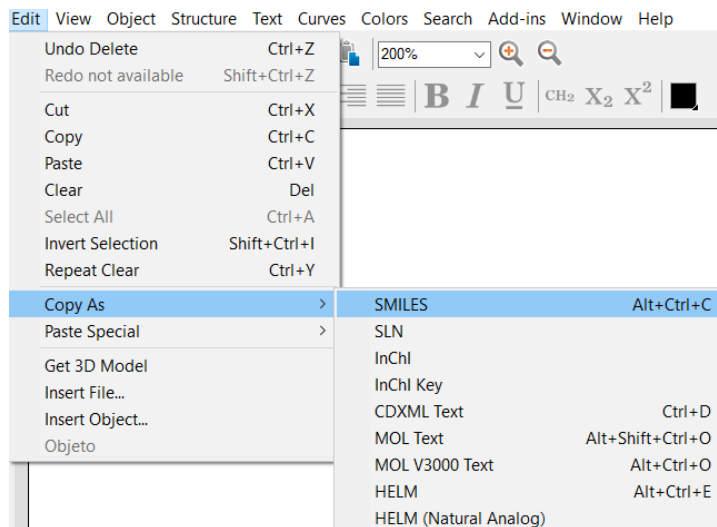 Edit View Object Structure Text Curves Colors Search Add-ins Window Help
Undo Delete Ctrl+Z
200%
Redo not available Shift+Ctrl+Z
B I U CH₂ X₂ X²
Cut Ctrl+X
Copy Ctrl+C
Paste Ctrl+V
Clear Del
Select All Ctrl+A
Invert Selection Shift+Ctrl+I
Repeat Clear Ctrl+Y
Copy As
Paste Special
Get 3D Model
Insert File...
Insert Object...
Objeto
SMILES Alt+Ctrl+C
SLN
InChI
InChI Key
CDXML Text Ctrl+D
MOL Text Alt+Shift+Ctrl+O
MOL V3000 Text Alt+Ctrl+O
HELM Alt+Ctrl+E
HELM (Natural Analog)